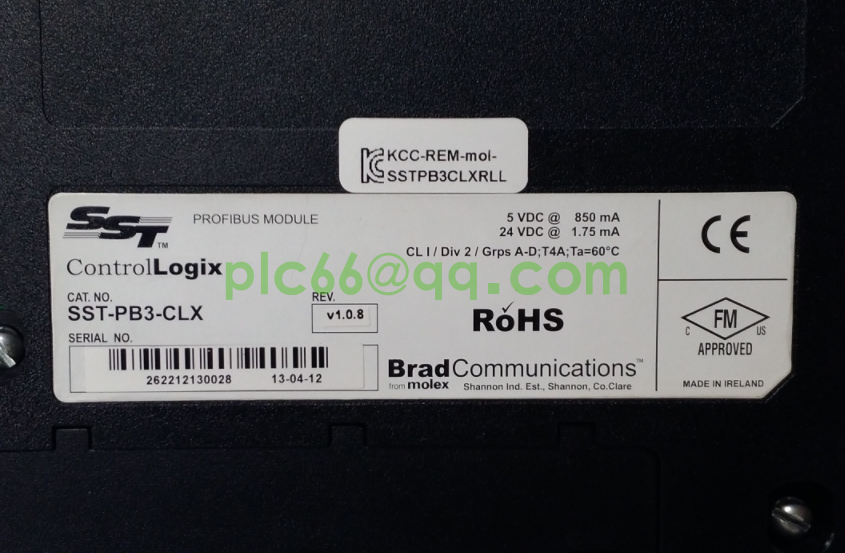 KCC-REM-mol-
SSTPB3CLXRLL
SST™
PROFIBUS MODULE
ControlLogix
CAT. NO.
SST-PB3-CLX
REV.
v1.0.8
SERIAL NO.
262212130028 13-04-12
5 VDC @ 850 mA
24 VDC @ 1.75 mA
CL I / Div 2 / Grps A-D;T4A;Ta=60°C
plc66@qq.com
RoHS
BradCommunications™
from molex Shannon Ind. Est., Shannon, Co.Clare
CE
FM
C US
APPROVED
MADE IN IRELAND